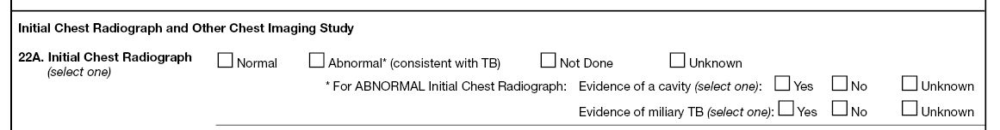 Initial Chest Radiograph and Other Chest Imaging Study
22A. Initial Chest Radiograph Normal Abnormal* (consistent with TB) Not Done Unknown
(select one)
* For ABNORMAL Initial Chest Radiograph: Evidence of a cavity (select one): Yes No Unknown
Evidence of miliary TB (select one): Yes No Unknown